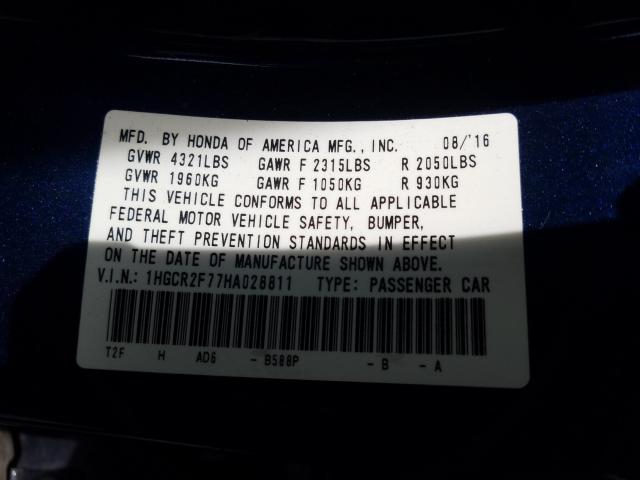 MFD. BY HONDA OF AMERICA MFG., INC. 08/'16
GVWR 4321LBS GAWR F 2315LBS R 2050LBS
GVWR 1960KG GAWR F 1050KG R 930KG
THIS VEHICLE CONFORMS TO ALL APPLICABLE
FEDERAL MOTOR VEHICLE SAFETY, BUMPER,
AND THEFT PREVENTION STANDARDS IN EFFECT
ON THE DATE OF MANUFACTURE SHOWN ABOVE.
V.I.N.: 1HGCR2F77HA028811 TYPE: PASSENGER CAR
T2F H AD6 - B588P - B - A